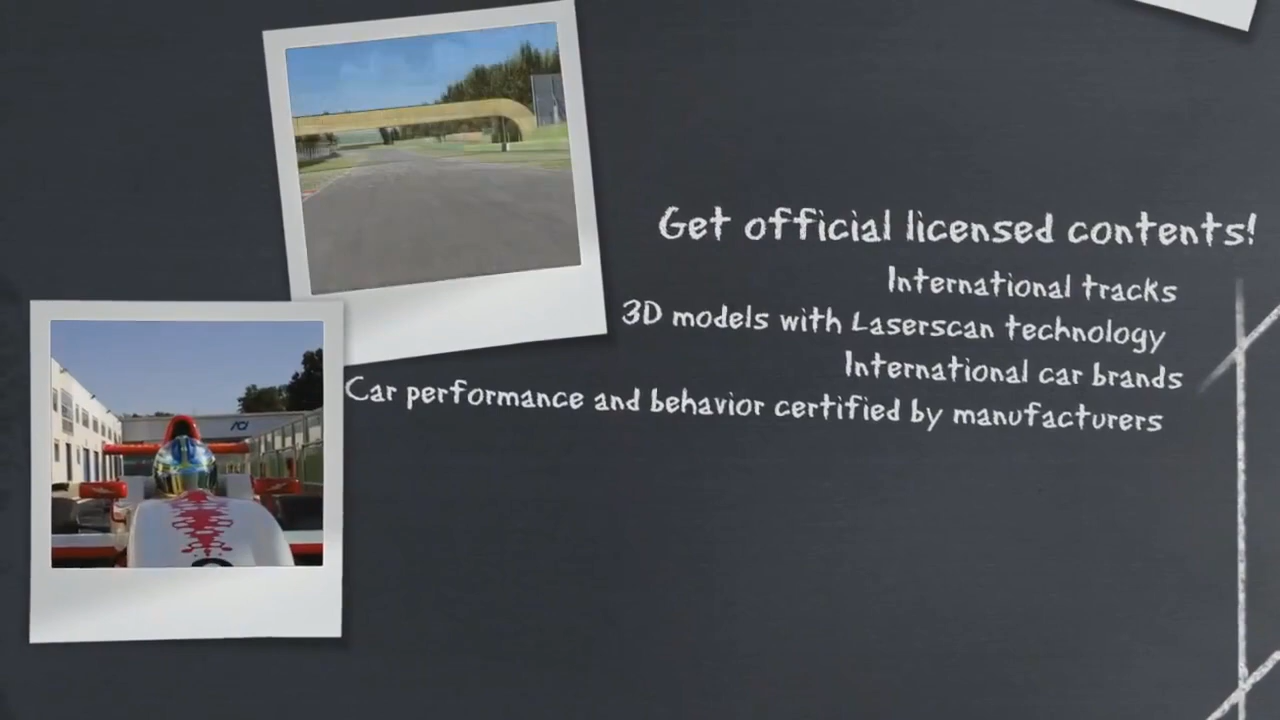 Get official licensed contents!
International tracks
3D models with Laserscan technology
International car brands
Car performance and behavior certified by manufacturers
ACI